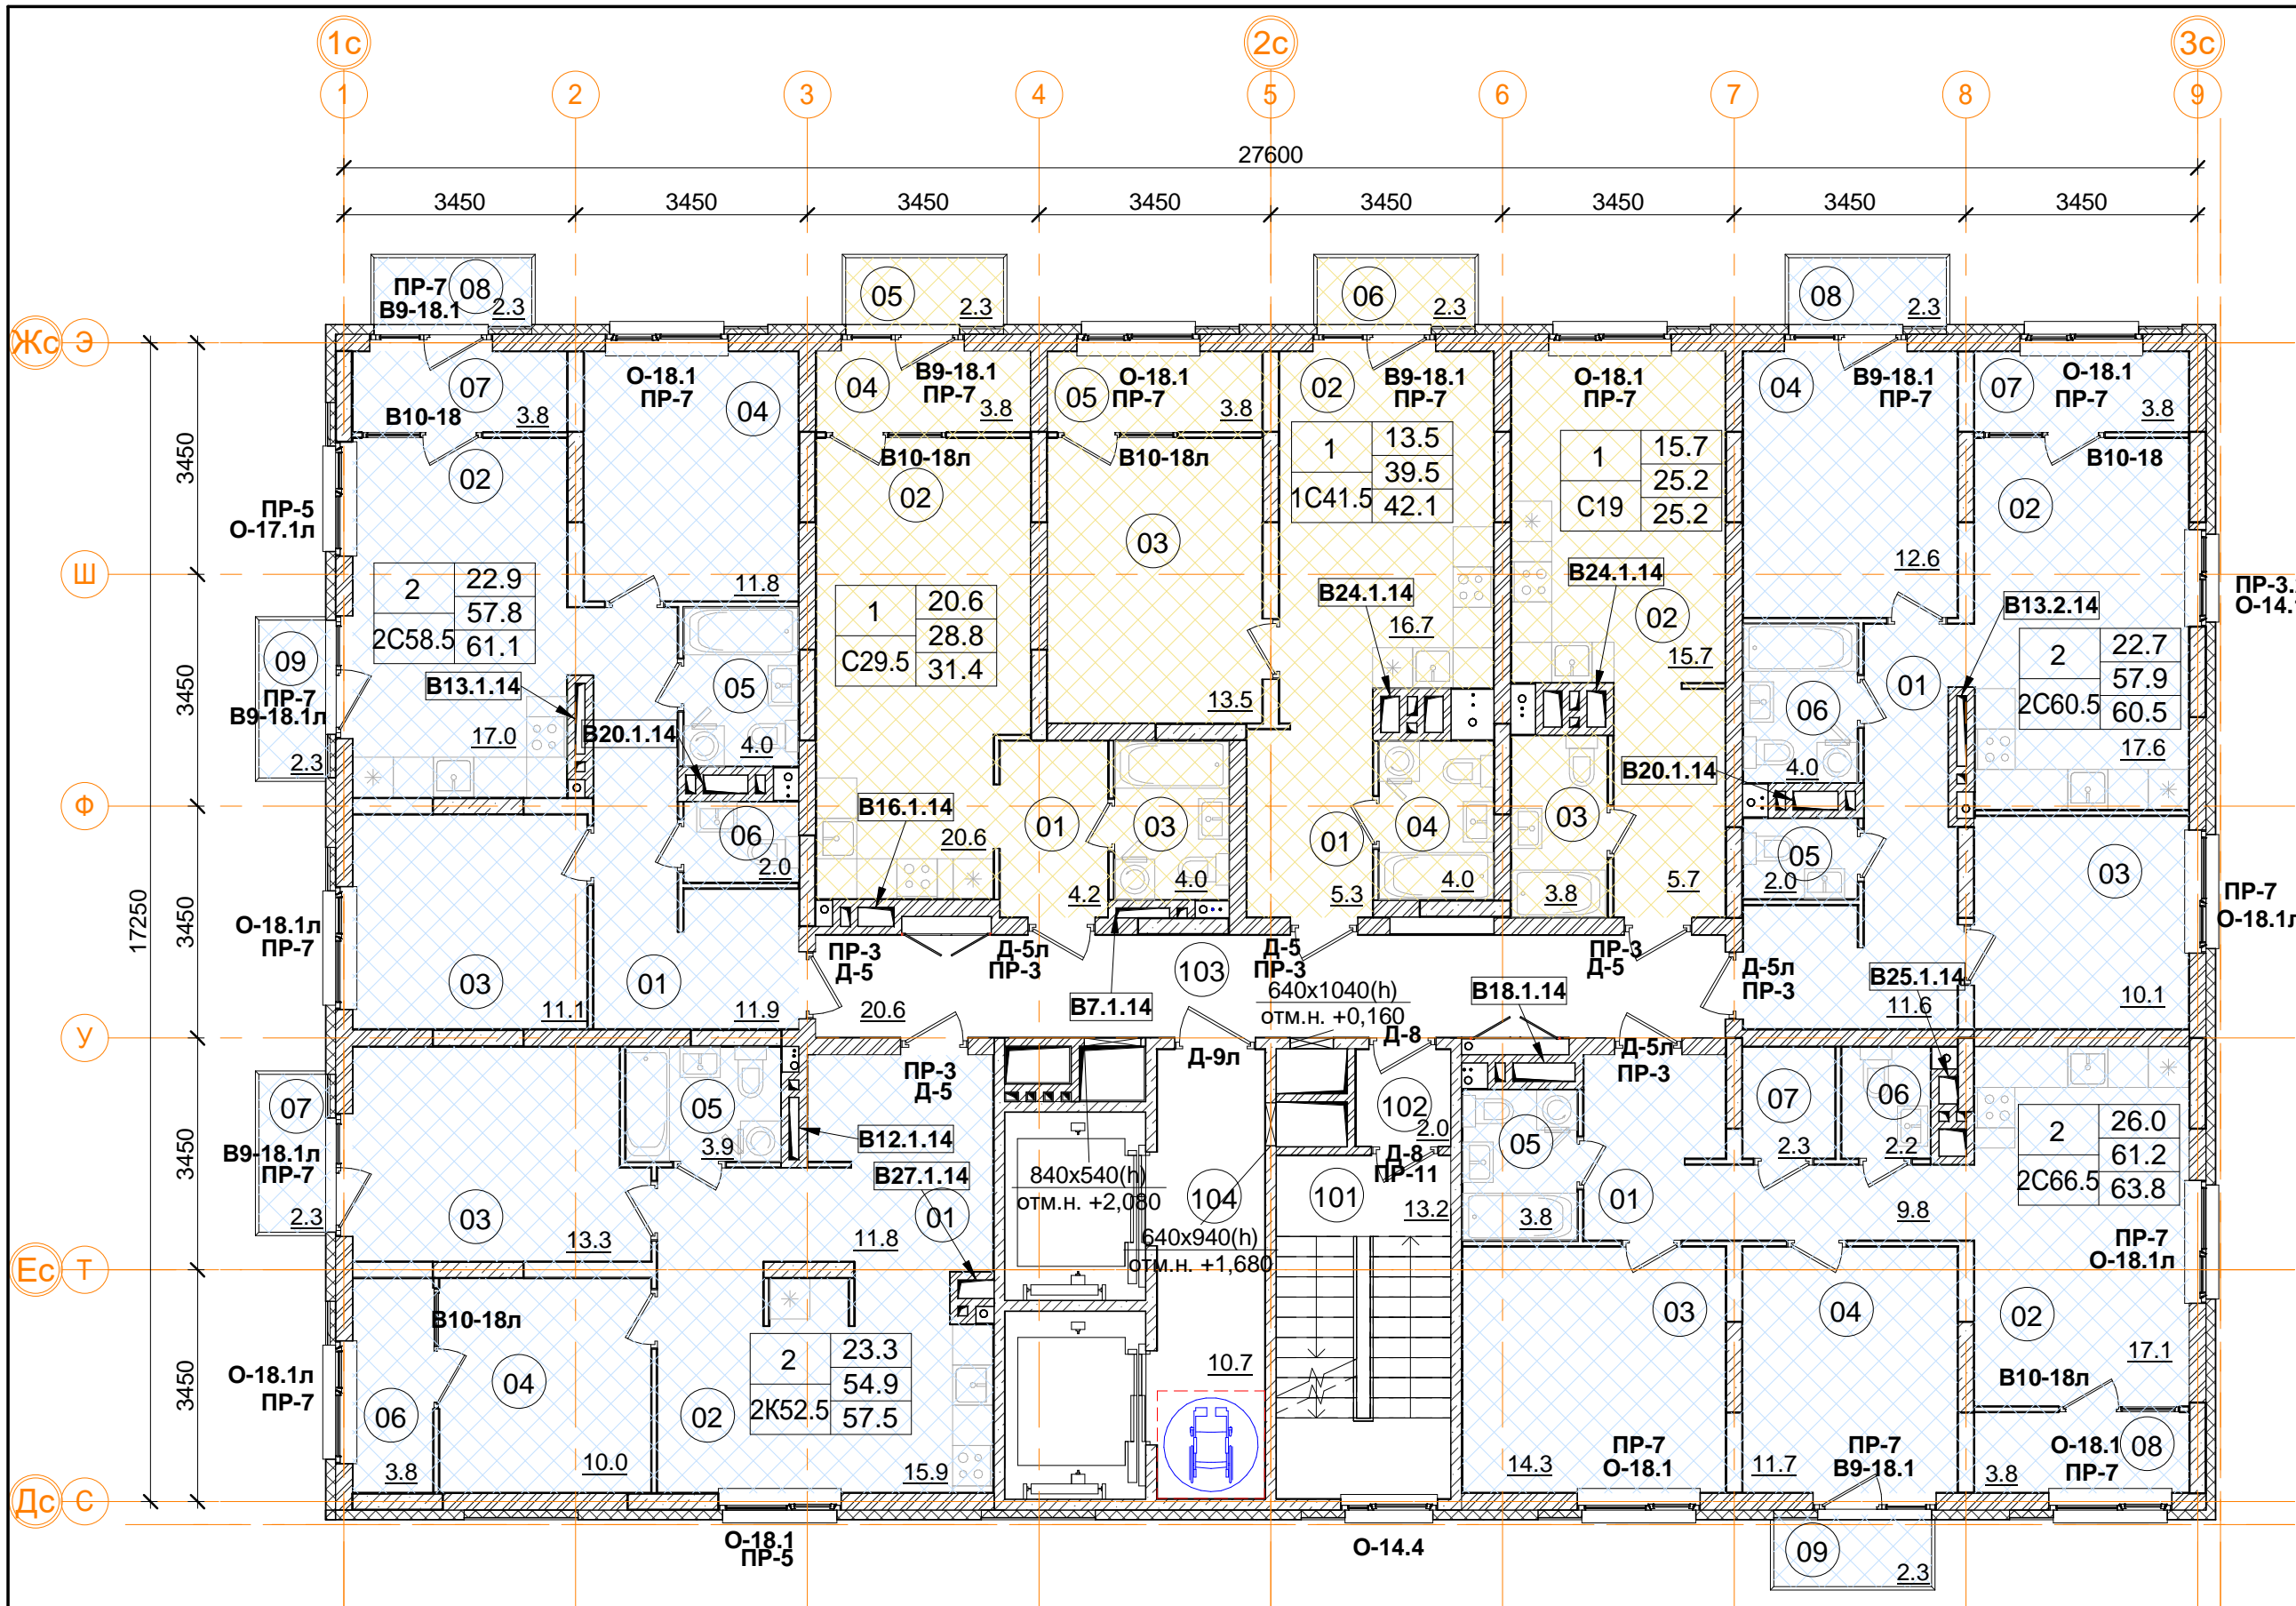 1с
2с
3с
1
2
3
4
5
6
7
8
9
27600
3450
3450
3450
3450
3450
3450
3450
3450
ПР-7
В9-18.1
08
2.3
05
2.3
06
2.3
08
2.3
Жс
Э
07
В10-18
3.8
О-18.1
ПР-7
04
04
В9-18.1
ПР-7
3.8
О-18.1
ПР-7
05
3.8
02
В9-18.1
ПР-7
О-18.1
ПР-7
04
В9-18.1
ПР-7
О-18.1
ПР-7
07
3.8
3450
02
ПР-5
О-17.1л
В10-18л
02
В10-18л
03
1
1С41.5
13.5
39.5
42.1
1
С19
15.7
25.2
25.2
В10-18
02
Ш
2
2С58.5
22.9
57.8
61.1
11.8
1
С29.5
20.6
28.8
31.4
В24.1.14
16.7
В24.1.14
02
15.7
12.6
В13.2.14
ПР-3.
О-14.
3450
09
ПР-7
В9-18.1л
2.3
В13.1.14
17.0
В20.1.14
05
4.0
13.5
06
4.0
01
2
2С60.5
22.7
57.9
60.5
17.6
В20.1.14
Ф
06
2.0
В16.1.14
20.6
01
4.2
03
4.0
01
5.3
04
4.0
03
3.8
5.7
05
2.0
03
3450
17250
О-18.1л
ПР-7
03
11.1
01
11.9
ПР-3
Д-5
20.6
Д-5л
ПР-3
103
Д-5
ПР-3
ПР-3
Д-5
Д-5л
ПР-3
В25.1.14
11.6
10.1
ПР-7
О-18.1л
В7.1.14
640х1040(h)
отм.н. +0,160
В18.1.14
У
07
В9-18.1л
ПР-7
2.3
3450
05
3.9
ПР-3
Д-5
В12.1.14
В27.1.14
Д-9л
Д-8
102
2.0
Д-8
ПР-11
Д-5л
ПР-3
05
3.8
07
2.3
06
2.2
2
2С66.5
26.0
61.2
63.8
03
13.3
01
11.8
840х540(h)
отм.н. +2,080
104
640х940(h)
отм.н. +1,680
101
13.2
01
9.8
ПР-7
О-18.1л
Ес
Т
3450
О-18.1л
ПР-7
06
3.8
В10-18л
04
10.0
02
2
2К52.5
23.3
54.9
57.5
15.9
10.7
03
14.3
ПР-7
О-18.1
04
11.7
ПР-7
В9-18.1
02
17.1
В10-18л
О-18.1
ПР-7
08
3.8
Дс
С
О-18.1
ПР-5
О-14.4
09
2.3